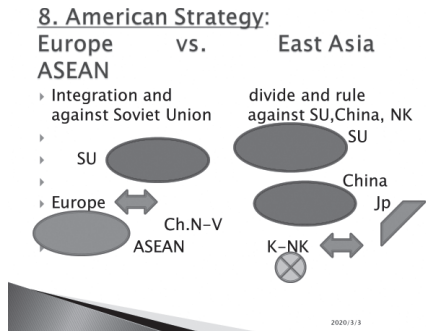 8. American Strategy:
Europe vs. East Asia
ASEAN
Integration and divide and rule
against Soviet Union against SU,China, NK
SU
SU
China
Europe Jp
Ch.N-V
ASEAN K-NK
2020/3/3